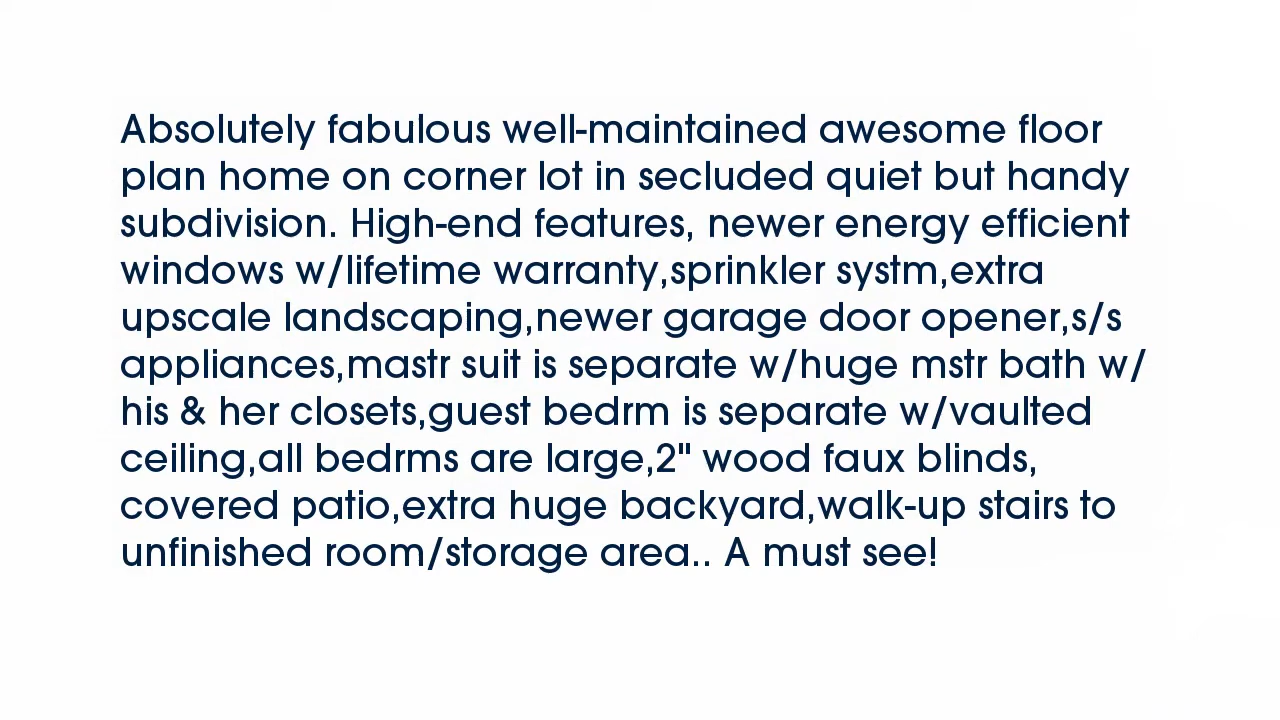 Absolutely fabulous well-maintained awesome floor
plan home on corner lot in secluded quiet but handy
subdivision. High-end features, newer energy efficient
windows w/lifetime warranty,sprinkler systm,extra
upscale landscaping,newer garage door opener,s/s
appliances,mastr suit is separate w/huge mstr bath w/
his & her closets,guest bedrm is separate w/vaulted
ceiling,all bedrms are large,2" wood faux blinds,
covered patio,extra huge backyard,walk-up stairs to
unfinished room/storage area.. A must see!